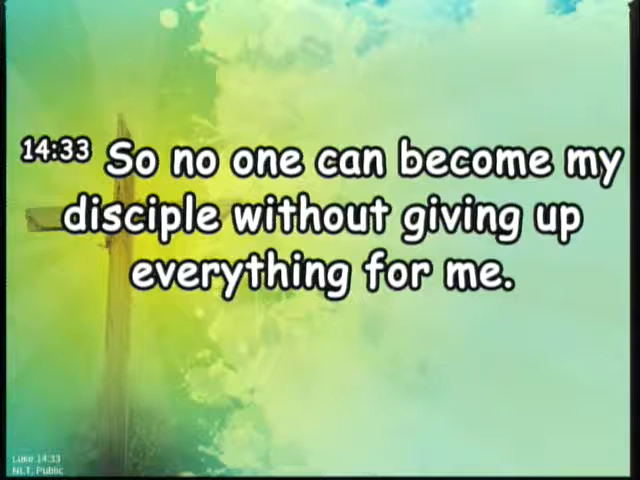 14:33 So no one can become my
disciple without giving up
everything for me.
Luke 14:33
NLT, Public